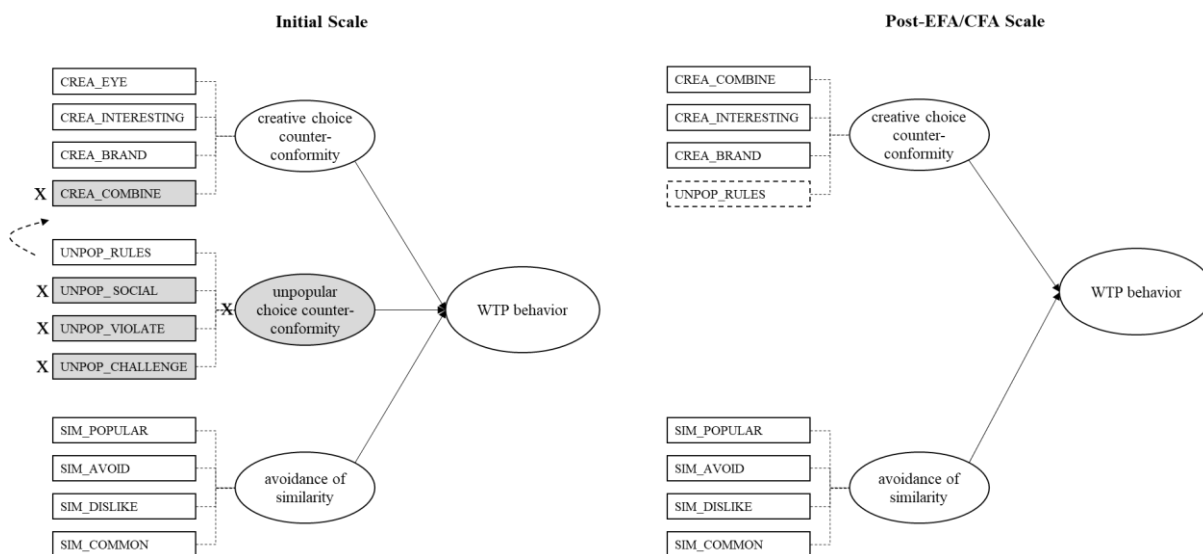 Initial Scale
CREA_EYE
CREA_INTERESTING
CREA_BRAND
X CREA_COMBINE
UNPOP_RULES
X UNPOP_ SOCIAL
X UNPOP_VIOLATE
X UNPOP_CHALLENGE
SIM_POPULAR
SIM_AVOID
SIM_DISLIKE
SIM_COMMON
creative choice
counter-
conformity
X
unpopular
choice counter-
conformity
avoidance of
similarity
WTP behavior
Post-EFA/CFA Scale
CREA_COMBINE
CREA_INTERESTING
CREA_BRAND
UNPOP_RULES
SIM_POPULAR
SIM_AVOID
SIM_DISLIKE
SIM_COMMON
creative choice
counter-
conformity
avoidance of
similarity
WTP behavior